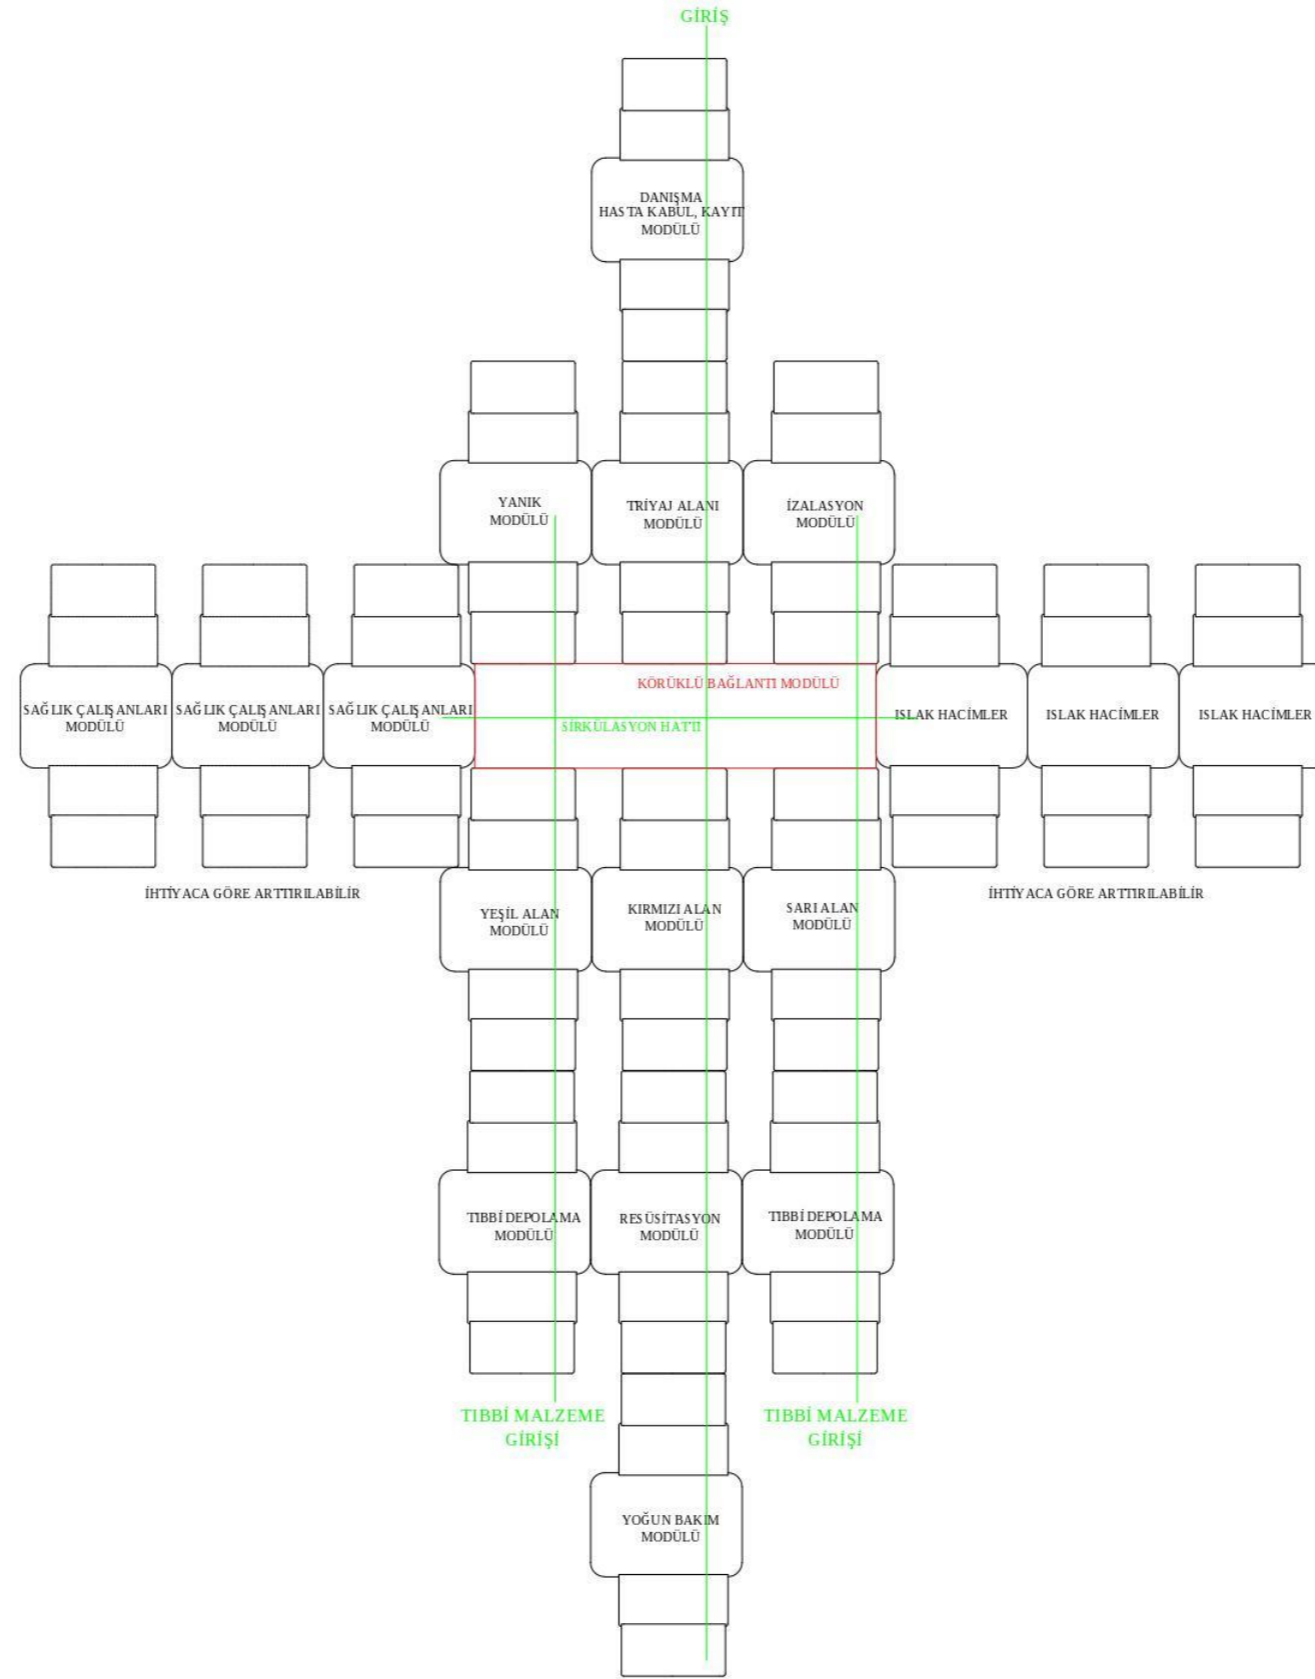 GİRİŞ
DANIŞMA
HASTA KABUL, KAYIT
MODÜLÜ
YANIK
MODÜLÜ
TRİYAJ ALANI
MODÜLÜ
İZALASYON
MODÜLÜ
SAĞLIK ÇALIŞANLARI
MODÜLÜ
SAĞLIK ÇALIŞANLARI
MODÜLÜ
SAĞLIK ÇALIŞANLARI
MODÜLÜ
KÖRÜKLÜ BAĞLANTI MODÜLÜ
SİRKÜLASYON HATTI
ISLAK HACİMLER
ISLAK HACİMLER
ISLAK HACİMLER
İHTİYACA GÖRE ARTTIRILABİLİR
İHTİYACA GÖRE ARTTIRILABİLİR
YEŞİL ALAN
MODÜLÜ
KIRMIZI ALAN
MODÜLÜ
SARI ALAN
MODÜLÜ
TIBBİ DEPOLAMA
MODÜLÜ
RESÜSİTASYON
MODÜLÜ
TIBBİ DEPOLAMA
MODÜLÜ
TIBBİ MALZEME
GİRİŞİ
TIBBİ MALZEME
GİRİŞİ
YOĞUN BAKIM
MODÜLÜ